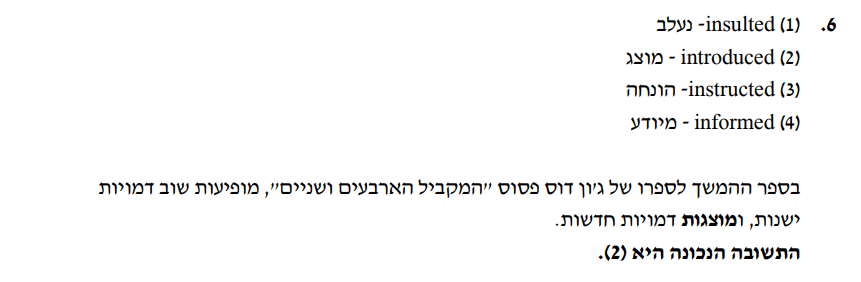 6. (1) insulted- נעלב
(2) introduced - מוצג
(3) instructed- הונחה
(4) informed - מיודע
בספר ההמשך לספרו של ג'ון דוס פסוס "המקביל הארבעים ושניים", מופיעות שוב דמויות
ישנות, ומוצגות דמויות חדשות.
התשובה הנכונה היא (2).